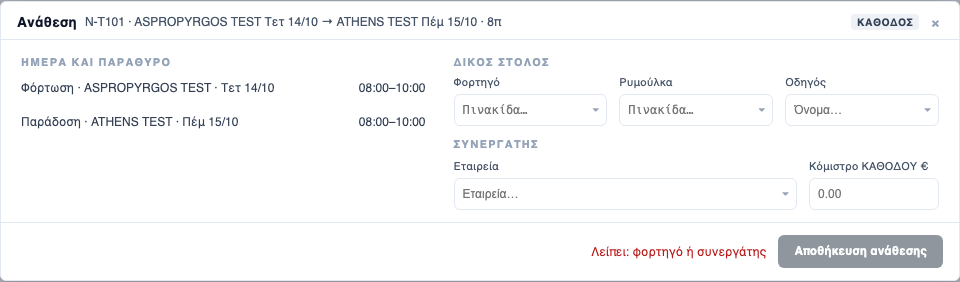 Ανάθεση N-T101 · ASPROPYRGOS TEST Τετ 14/10 → ATHENS TEST Πέμ 15/10 · 8π ΚΑΘΟΔΟΣ ×
ΗΜΕΡΑ ΚΑΙ ΠΑΡΑΘΥΡΟ
Φόρτωση · ASPROPYRGOS TEST · Τετ 14/10 08:00–10:00
Παράδοση · ATHENS TEST · Πέμ 15/10 08:00–10:00
ΔΙΚΟΣ ΣΤΟΛΟΣ
Φορτηγό Ρυμούλκα Οδηγός
Πινακίδα… Πινακίδα… Όνομα…
ΣΥΝΕΡΓΑΤΗΣ
Εταιρεία Κόμιστρο ΚΑΘΟΔΟΥ €
Εταιρεία… 0.00
Λείπει: φορτηγό ή συνεργάτης Αποθήκευση ανάθεσης